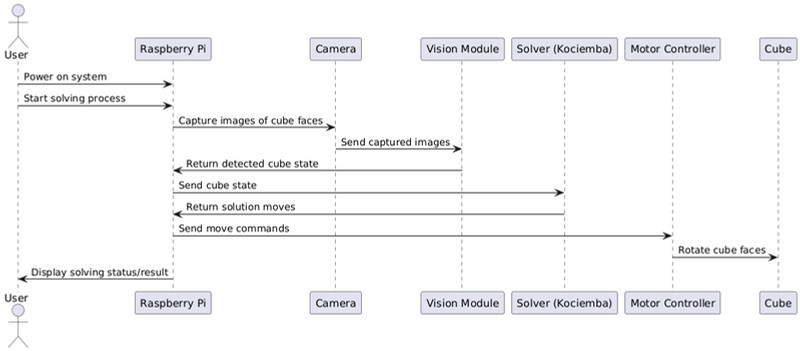 User
Raspberry Pi
Camera
Vision Module
Solver (Kociemba)
Motor Controller
Cube
Power on system
Start solving process
Capture images of cube faces
Send captured images
Return detected cube state
Send cube state
Return solution moves
Send move commands
Rotate cube faces
Display solving status/result
User
Raspberry Pi
Camera
Vision Module
Solver (Kociemba)
Motor Controller
Cube